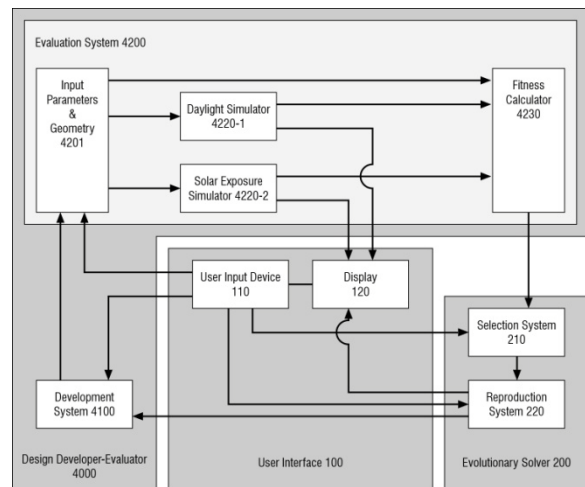 Evaluation System 4200
Input
Parameters
&
Geometry
4201
Daylight Simulator
4220-1
Solar Exposure
Simulator 4220-2
Fitness
Calculator
4230
User Input Device
110
Display
120
Selection System
210
Development
System 4100
Reproduction
System 220
Design Developer-Evaluator
4000
User Interface 100
Evolutionary Solver 200